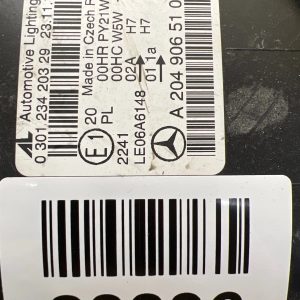 Automotive Lighting
0 301 234 203 29 23.11.
Made in Czech R
00HR PY21W H7
00HC W5W H7
02A
01 1a
E1 20
PL
2241
LE06A6148
A 204 906 51 0